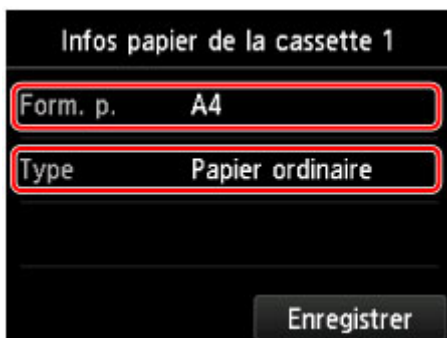 Infos papier de la cassette 1
Form. p. A4
Type Papier ordinaire
Enregistrer